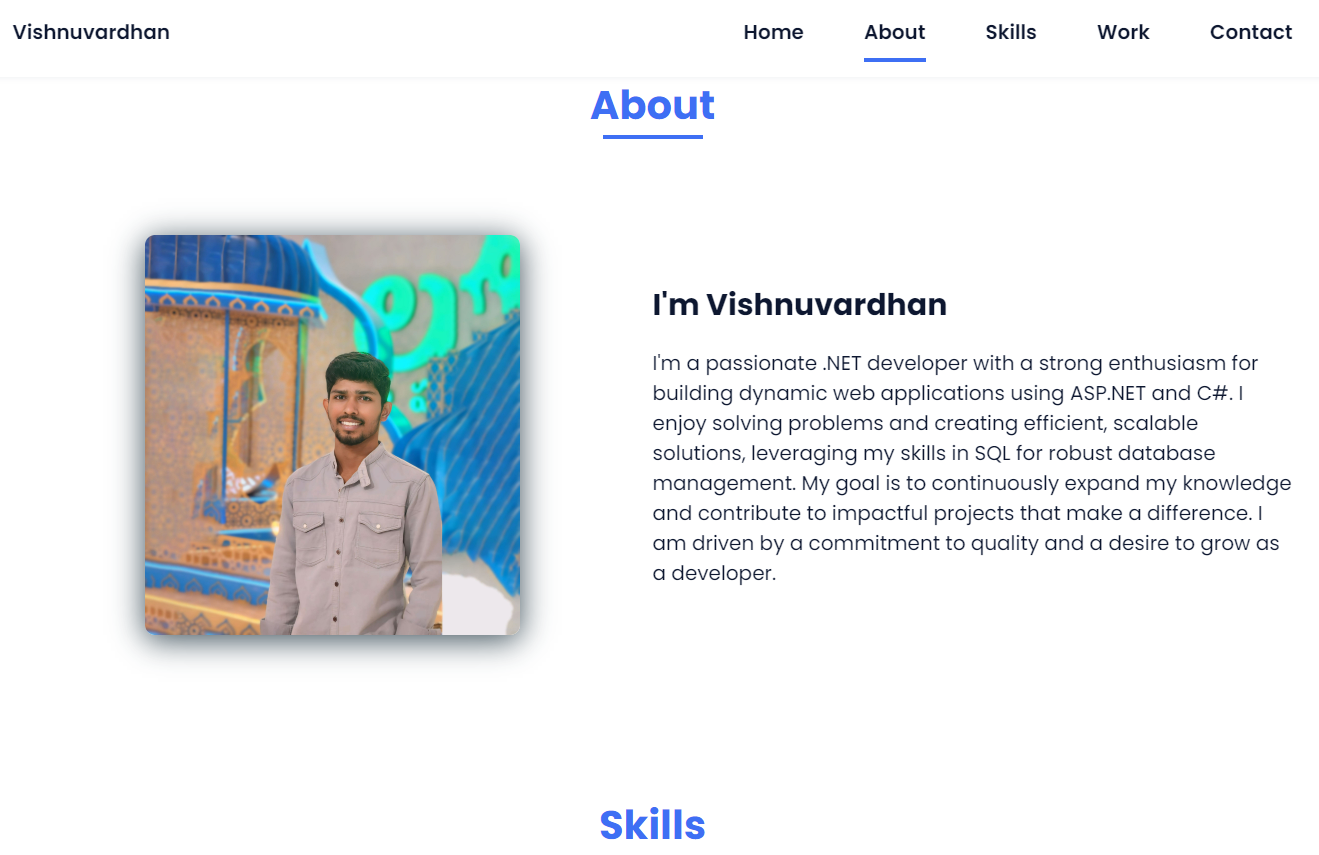 Vishnuvardhan
Home About Skills Work Contact
About
I'm Vishnuvardhan
I'm a passionate .NET developer with a strong enthusiasm for
building dynamic web applications using ASP.NET and C#. I
enjoy solving problems and creating efficient, scalable
solutions, leveraging my skills in SQL for robust database
management. My goal is to continuously expand my knowledge
and contribute to impactful projects that make a difference. I
am driven by a commitment to quality and a desire to grow as
a developer.
Skills